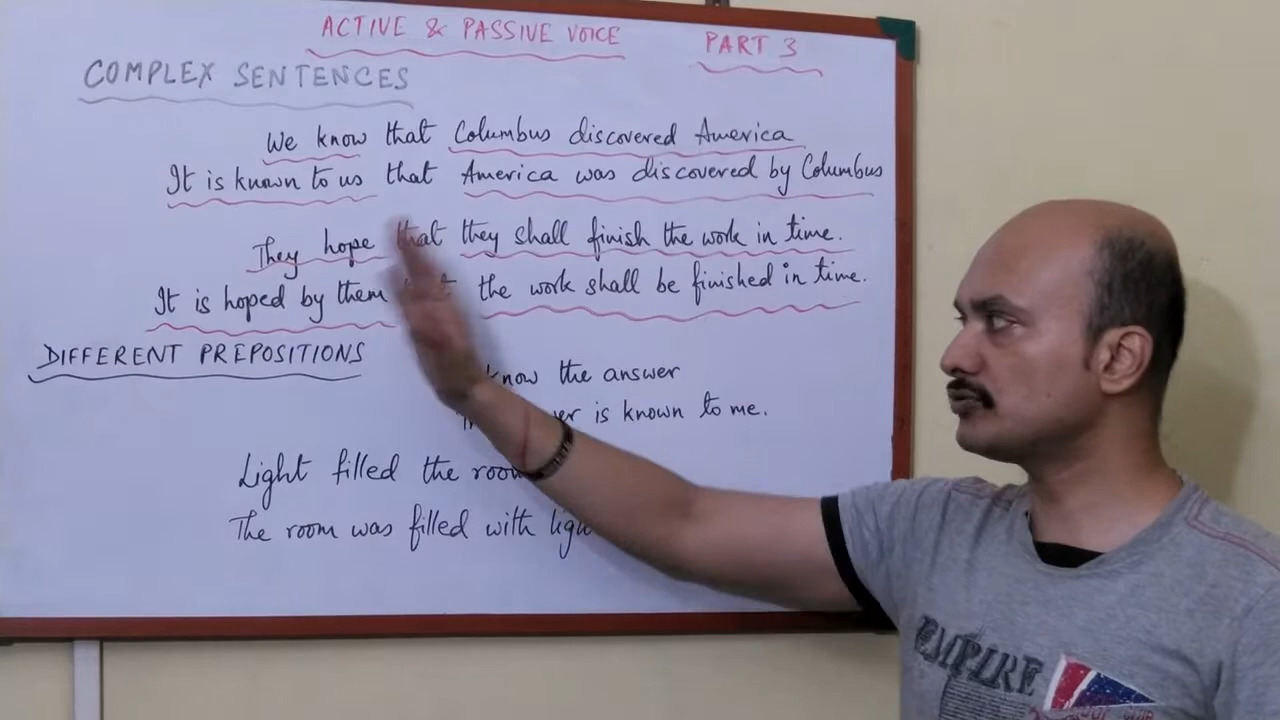 ACTIVE & PASSIVE VOICE PART 3
COMPLEX SENTENCES
We know that Columbus discovered America
It is known to us that America was discovered by Columbus
They hope that they shall finish the work in time.
It is hoped by them the work shall be finished in time.
DIFFERENT PREPOSITIONS
know the answer
is known to me.
Light filled the room
The room was filled with light
EMPIRE